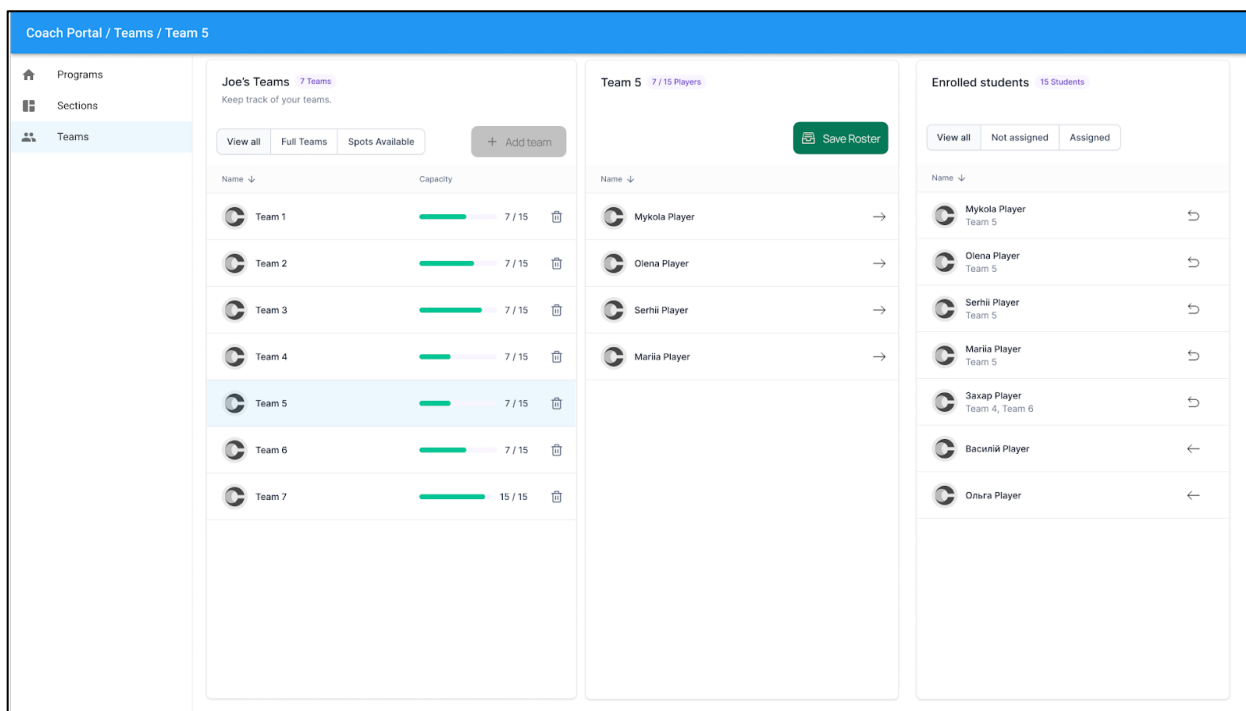 Coach Portal / Teams / Team 5
Programs
Sections
Teams
Joe's Teams 7 Teams
Keep track of your teams.
View all Full Teams Spots Available + Add team
Name ↓ Capacity
Team 1 7 / 15
Team 2 7 / 15
Team 3 7 / 15
Team 4 7 / 15
Team 5 7 / 15
Team 6 7 / 15
Team 7 15 / 15
Team 5 7 / 15 Players
Save Roster
Name ↓
Mykola Player
Olena Player
Serhii Player
Mariia Player
Enrolled students 15 Students
View all Not assigned Assigned
Name ↓
Mykola Player
Team 5
Olena Player
Team 5
Serhii Player
Team 5
Mariia Player
Team 5
Захар Player
Team 4, Team 6
Василій Player
Ольга Player